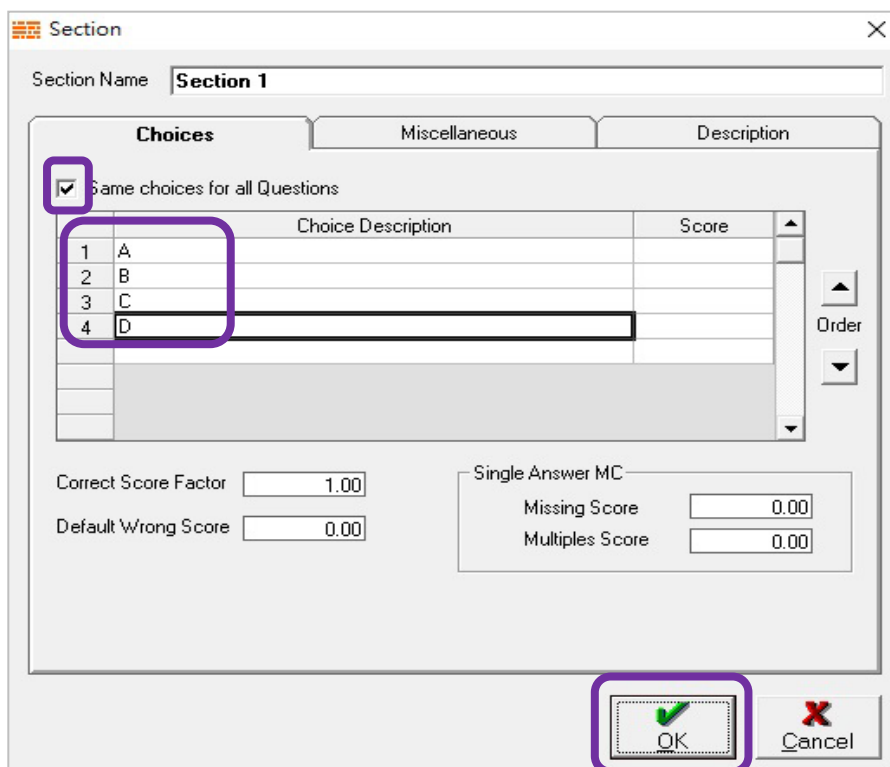 Section
Section Name Section 1
Choices Miscellaneous Description
Same choices for all Questions
Choice Description Score
1 A
2 B
3 C
4 D
Order
Correct Score Factor 1.00
Default Wrong Score 0.00
Single Answer MC
Missing Score 0.00
Multiples Score 0.00
OK Cancel